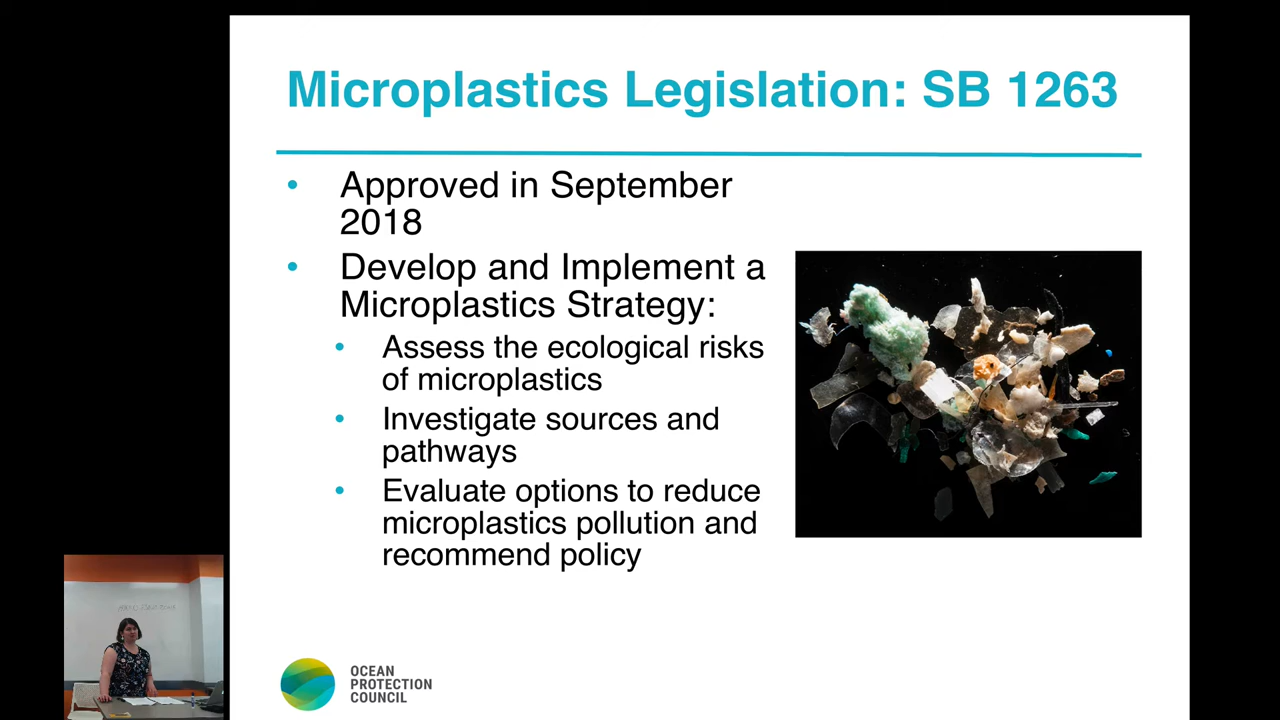 Microplastics Legislation: SB 1263
• Approved in September
2018
• Develop and Implement a
Microplastics Strategy:
• Assess the ecological risks
of microplastics
• Investigate sources and
pathways
• Evaluate options to reduce
microplastics pollution and
recommend policy
OCEAN
PROTECTION
COUNCIL